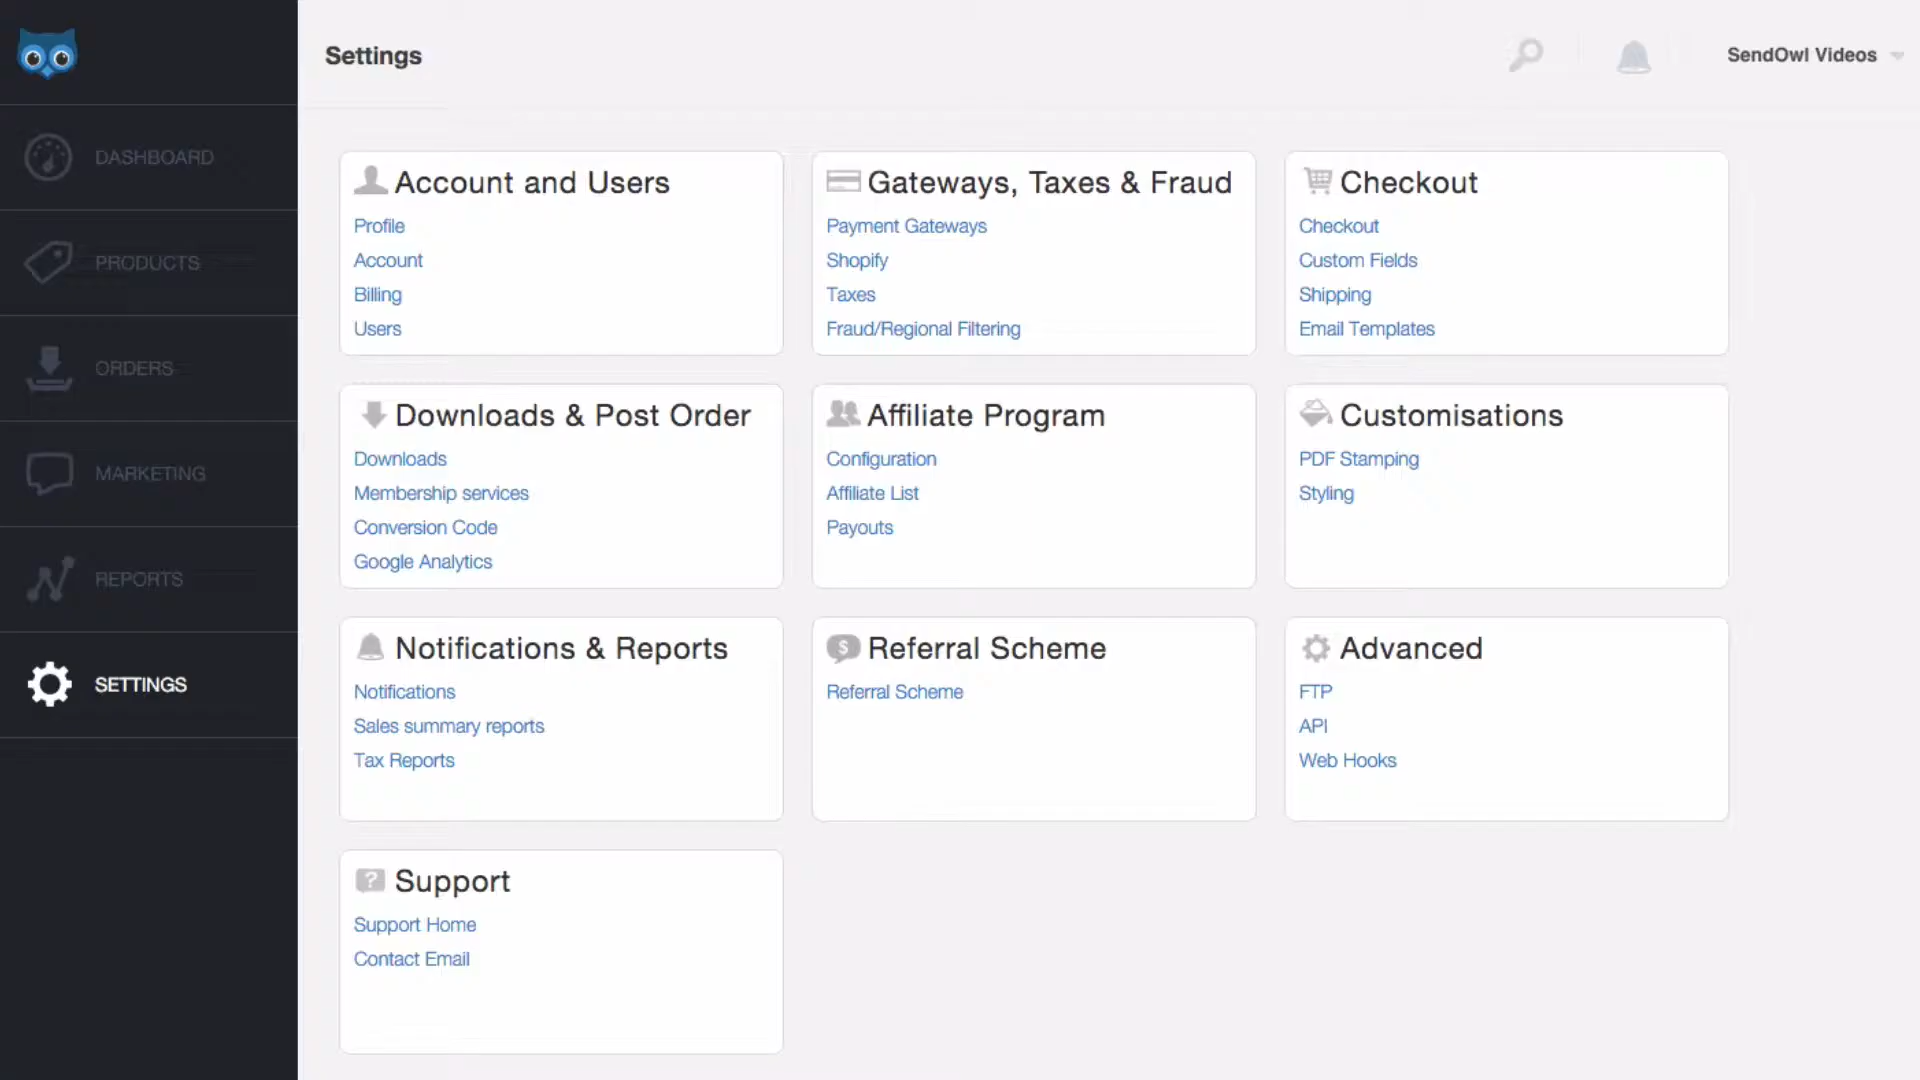 Settings
SendOwl Videos
DASHBOARD
PRODUCTS
ORDERS
MARKETING
REPORTS
SETTINGS
Account and Users
Profile
Account
Billing
Users
Gateways, Taxes & Fraud
Payment Gateways
Shopify
Taxes
Fraud/Regional Filtering
Checkout
Checkout
Custom Fields
Shipping
Email Templates
Downloads & Post Order
Downloads
Membership services
Conversion Code
Google Analytics
Affiliate Program
Configuration
Affiliate List
Payouts
Customisations
PDF Stamping
Styling
Notifications & Reports
Notifications
Sales summary reports
Tax Reports
Referral Scheme
Referral Scheme
Advanced
FTP
API
Web Hooks
Support
Support Home
Contact Email